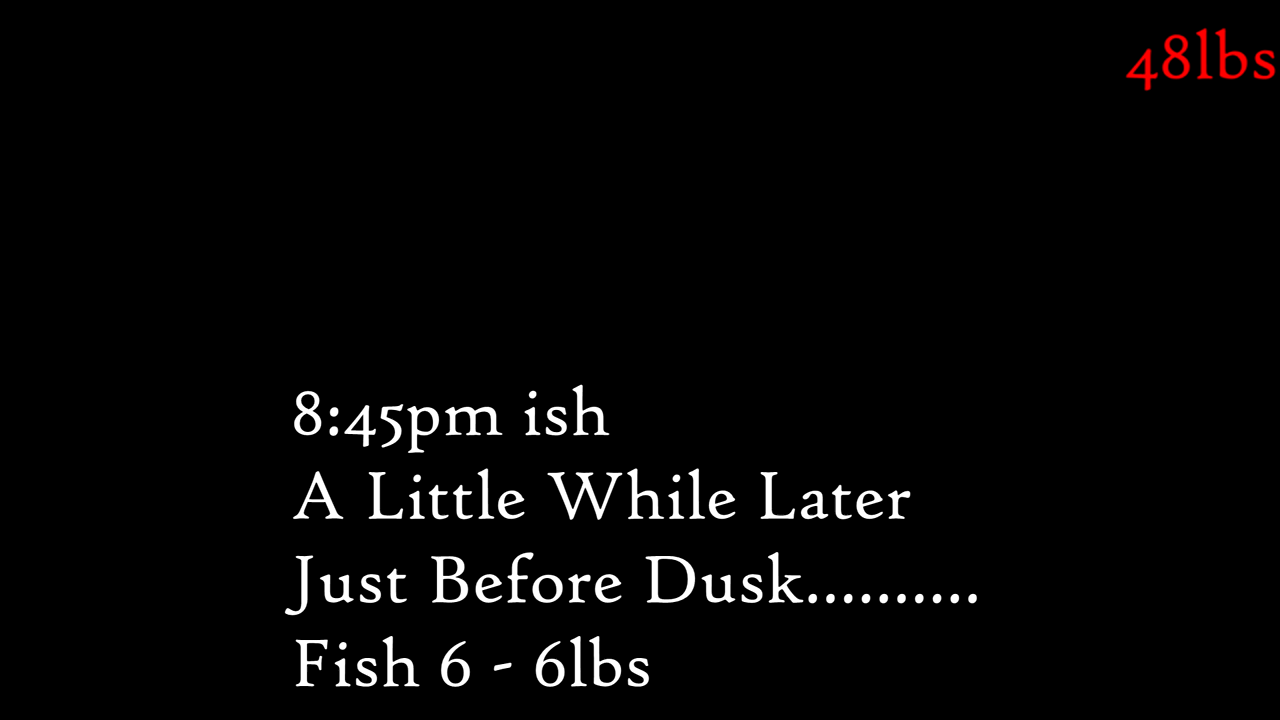 48lbs
8:45pm ish
A Little While Later
Just Before Dusk..........
Fish 6 - 6lbs